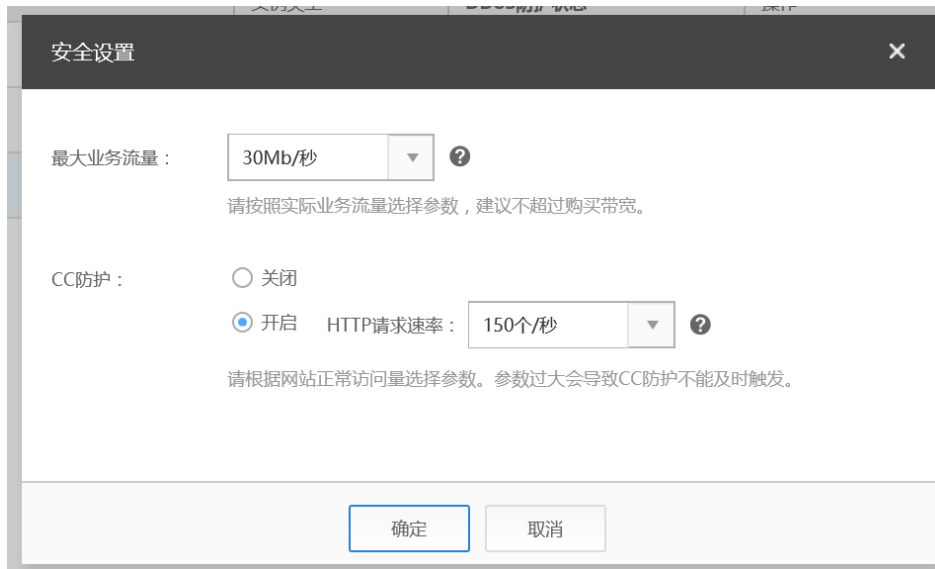 安全设置
最大业务流量： 30Mb/秒
请按照实际业务流量选择参数，建议不超过购买带宽。
CC防护： 关闭
开启 HTTP请求速率： 150个/秒
请根据网站正常访问量选择参数。参数过大会导致CC防护不能及时触发。
确定 取消